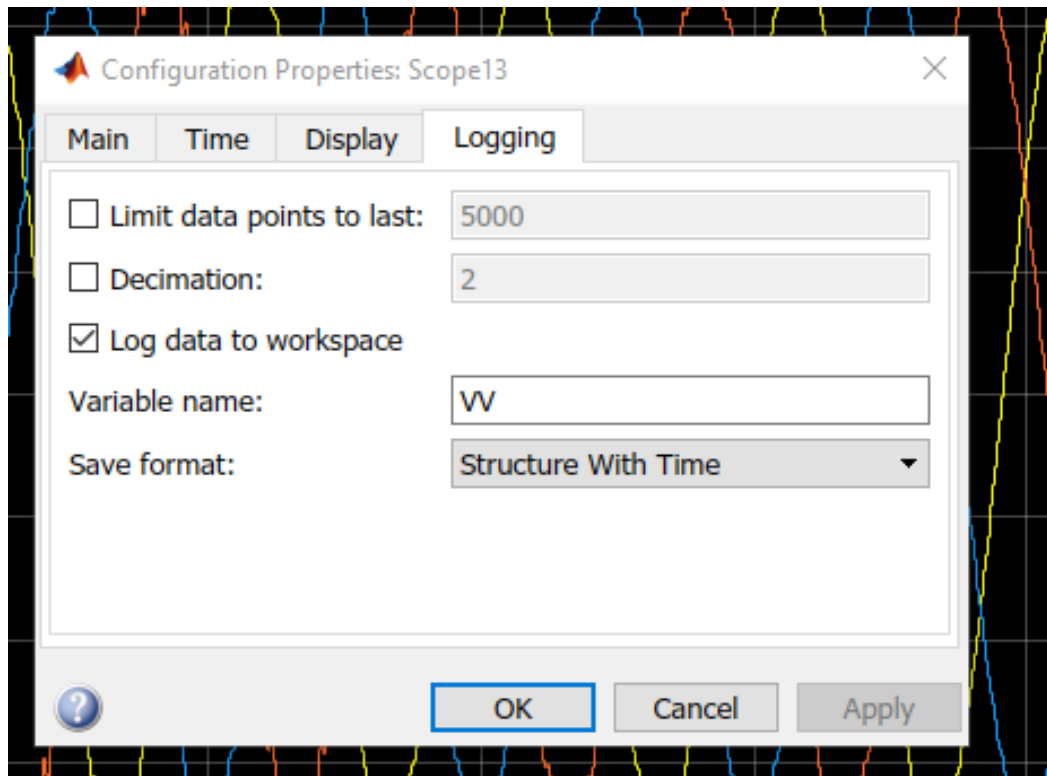 Configuration Properties: Scope13
Main Time Display Logging
Limit data points to last: 5000
Decimation: 2
Log data to workspace
Variable name: VV
Save format: Structure With Time
?
OK Cancel Apply